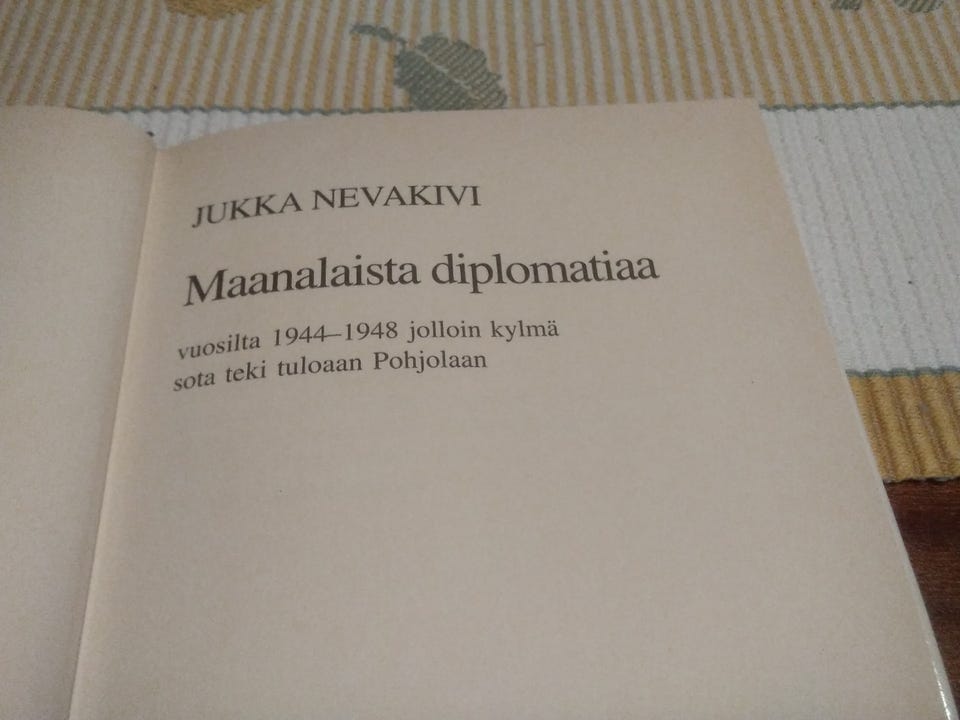 JUKKA NEVAKIVI
Maanalaista diplomatiaa
vuosilta 1944–1948 jolloin kylmä
sota teki tuloaan Pohjolaan